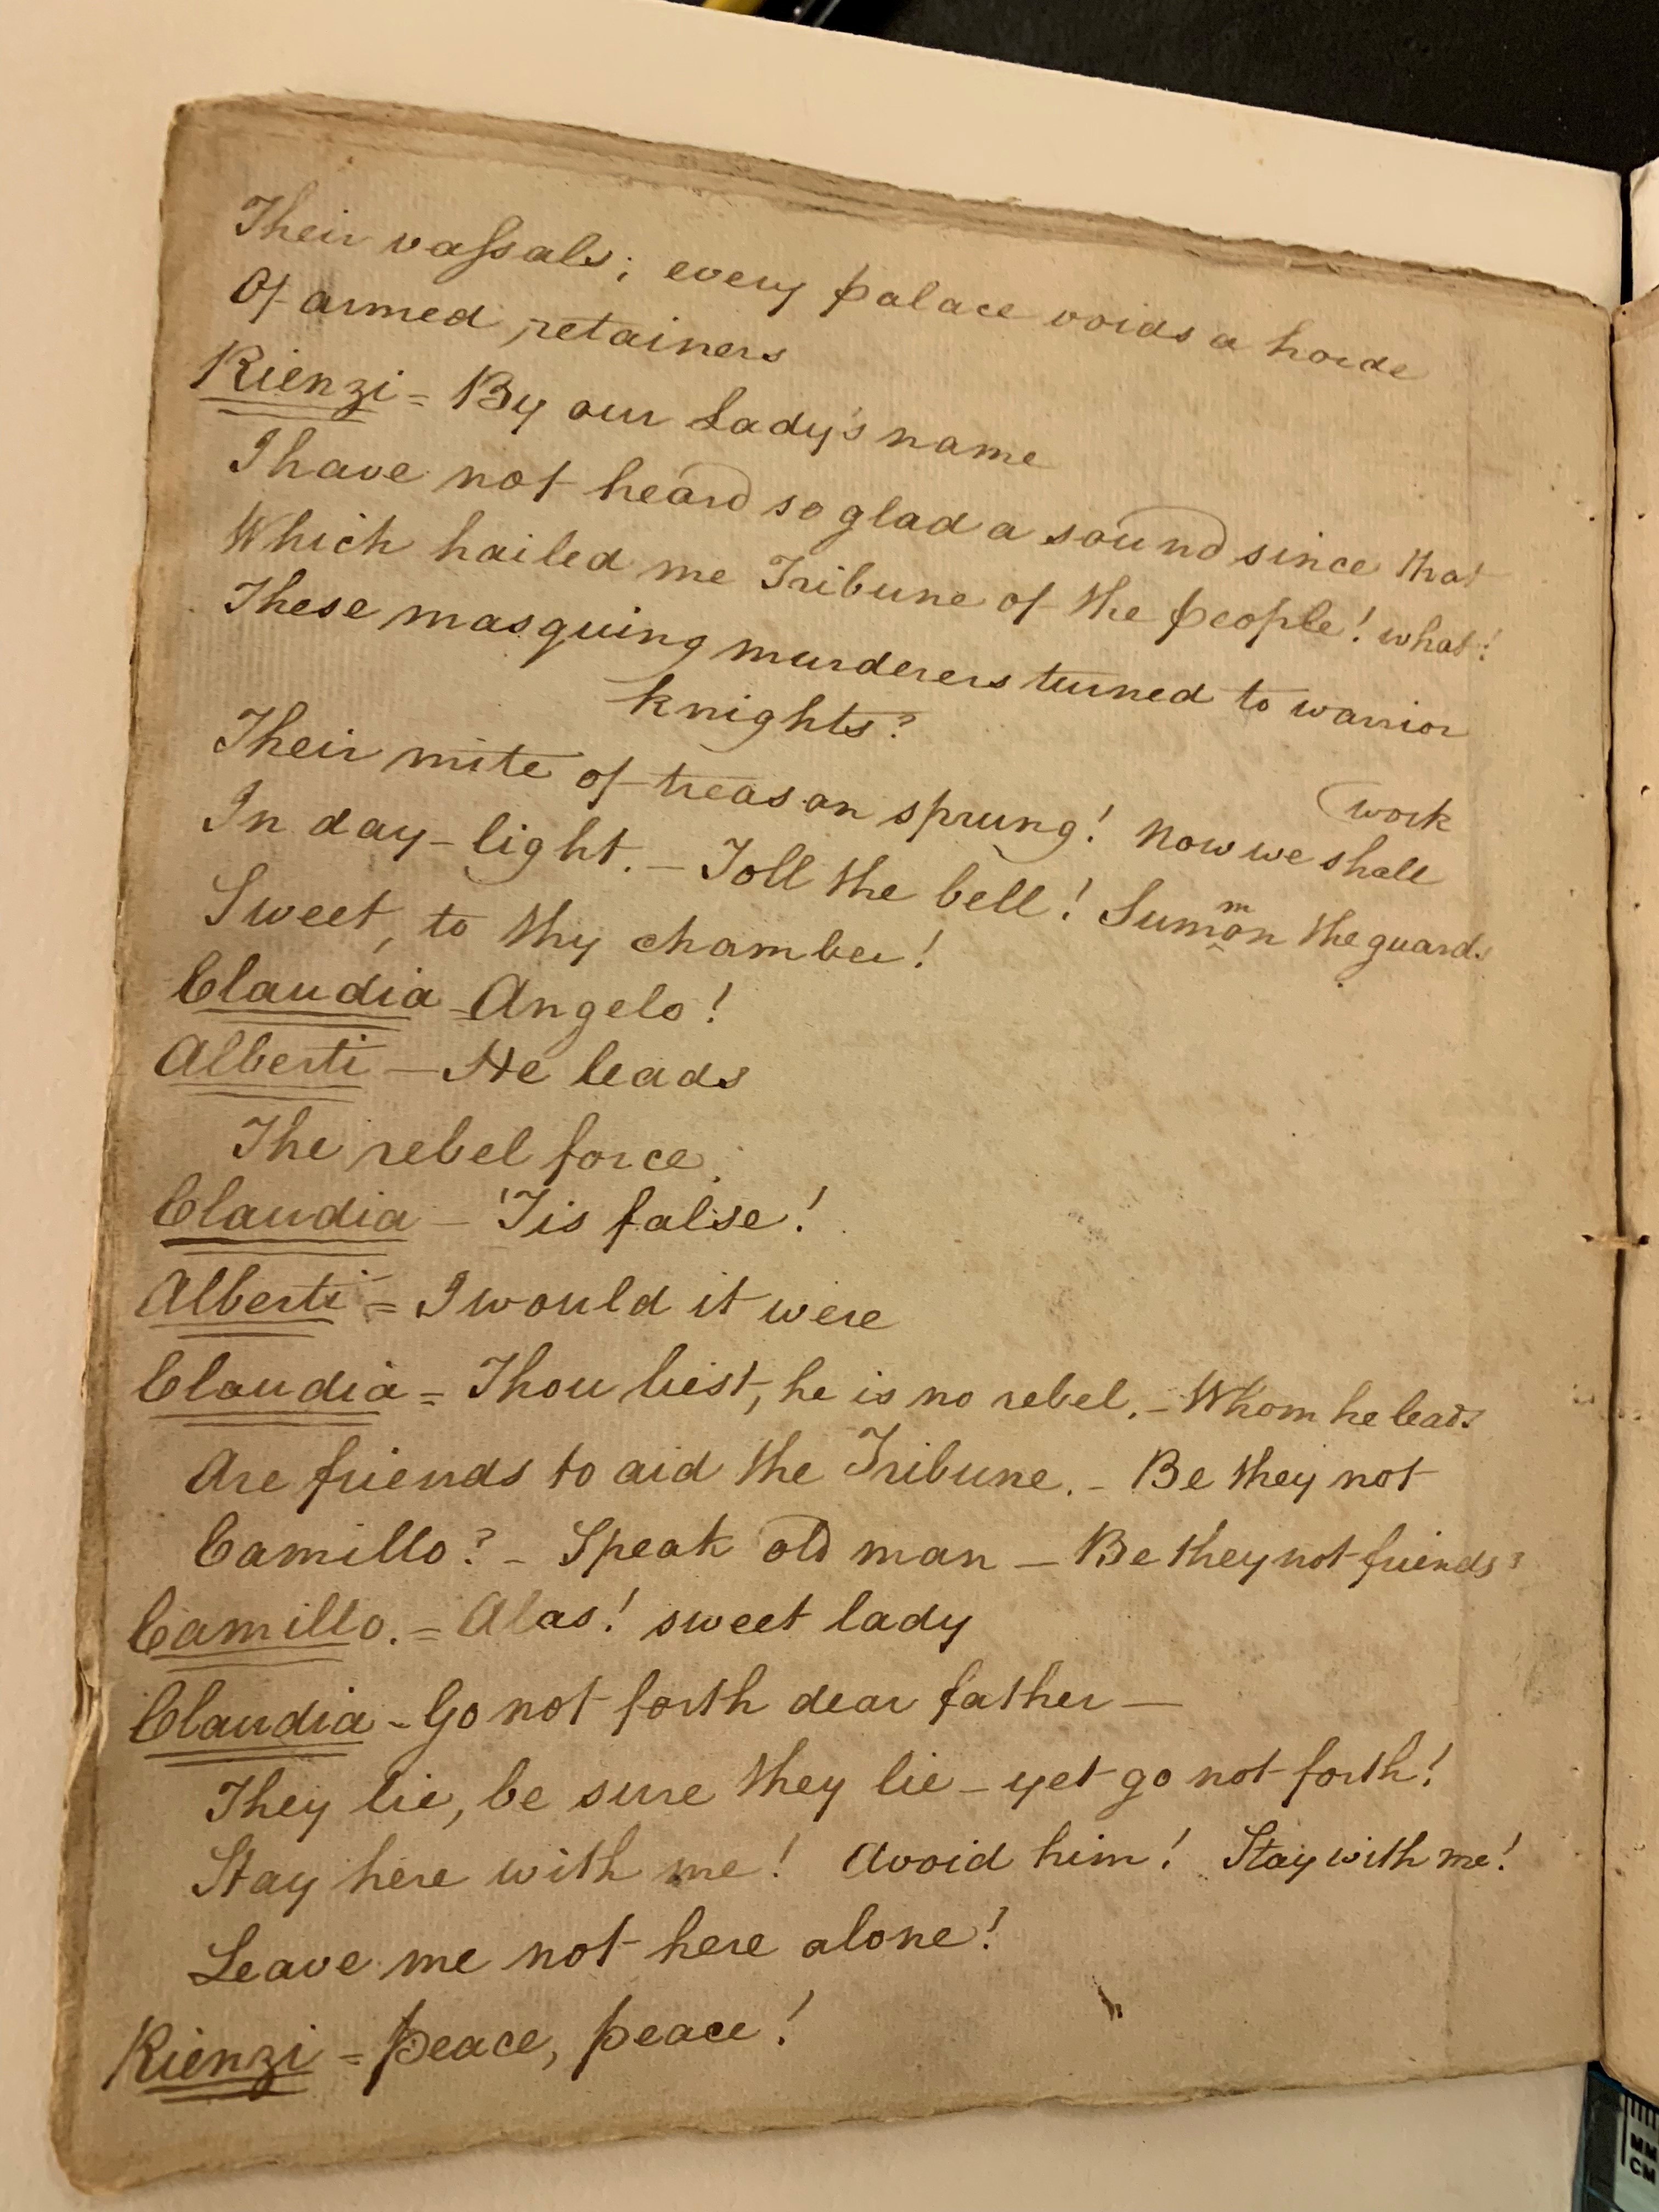 Their vaſsals; every palace voids a horde
Of armed retainers
Rienzi = By our Lady's name
I have not heard so glad a sound since that
Which hailed me Tribune of the people! what!
These masquing murderers turned to warrior
knights?
Their mite of treason sprung! Now we shall
(work
In day-light. - Toll the bell! Summon the guard.
Sweet, to thy chamber!
Claudia - Angelo!
Alberti - He leads
The rebel force.
Claudia - 'Tis false!
Alberti = I would it were
Claudia = Thou liest, he is no rebel. - Whom he leads
Are friends to aid the Tribune. - Be they not
Camillo? - Speak old man - Be they not friends?
Camillo. = Alas! sweet lady
Claudia - Go not forth dear father -
They lie, be sure they lie - yet go not forth!
Stay here with me! Avoid him! Stay with me!
Leave me not here alone!
Rienzi = peace, peace!
MM
CM